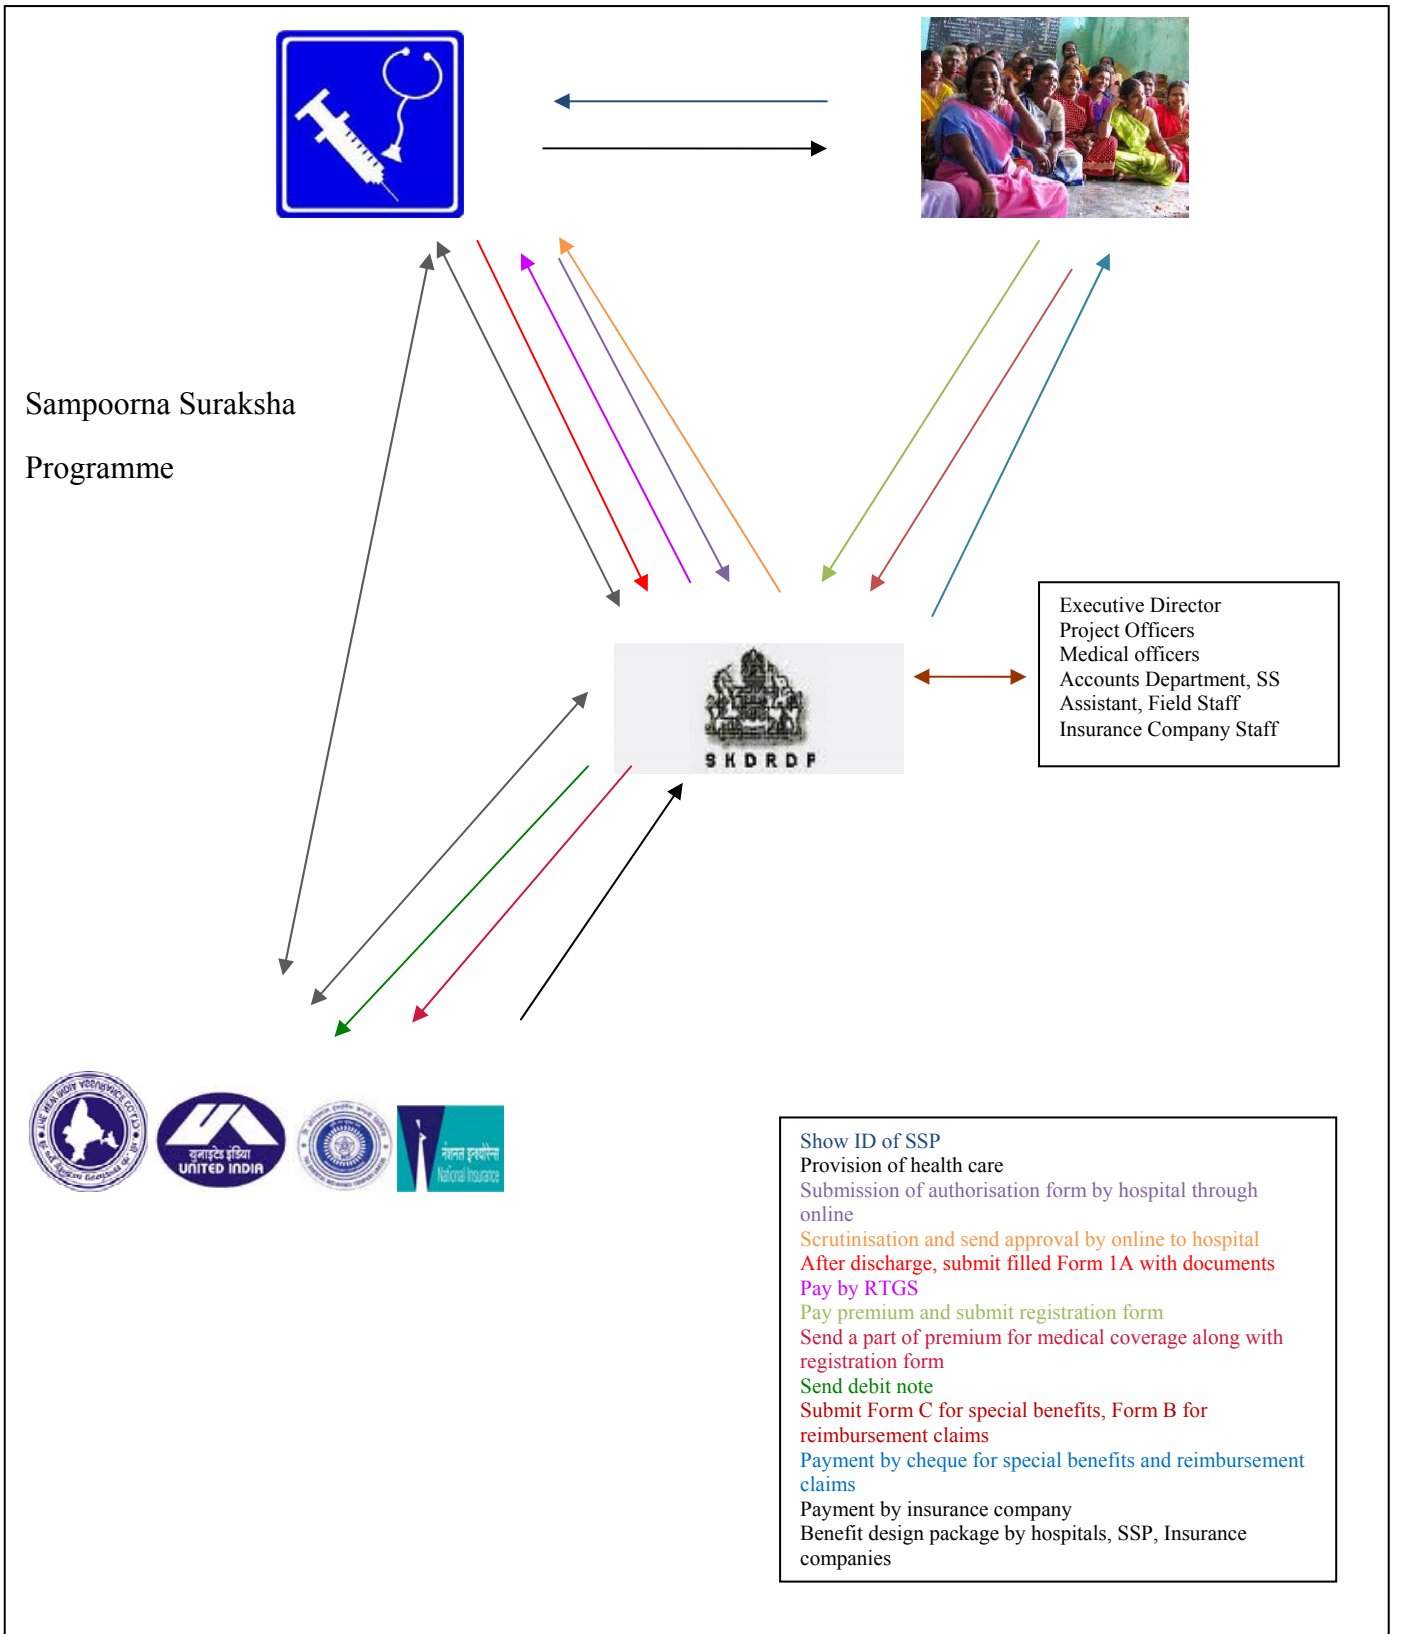 Sampoorna Suraksha
Programme
Executive Director
Project Officers
Medical officers
Accounts Department, SS
Assistant, Field Staff
Insurance Company Staff
S K D R D P
युनाइटेड इंडिया
UNITED INDIA
नेशनल इन्श्योरेन्स
National Insurance
Show ID of SSP
Provision of health care
Submission of authorisation form by hospital through
online
Scrutinisation and send approval by online to hospital
After discharge, submit filled Form 1A with documents
Pay by RTGS
Pay premium and submit registration form
Send a part of premium for medical coverage along with
registration form
Send debit note
Submit Form C for special benefits, Form B for
reimbursement claims
Payment by cheque for special benefits and reimbursement
claims
Payment by insurance company
Benefit design package by hospitals, SSP, Insurance
companies